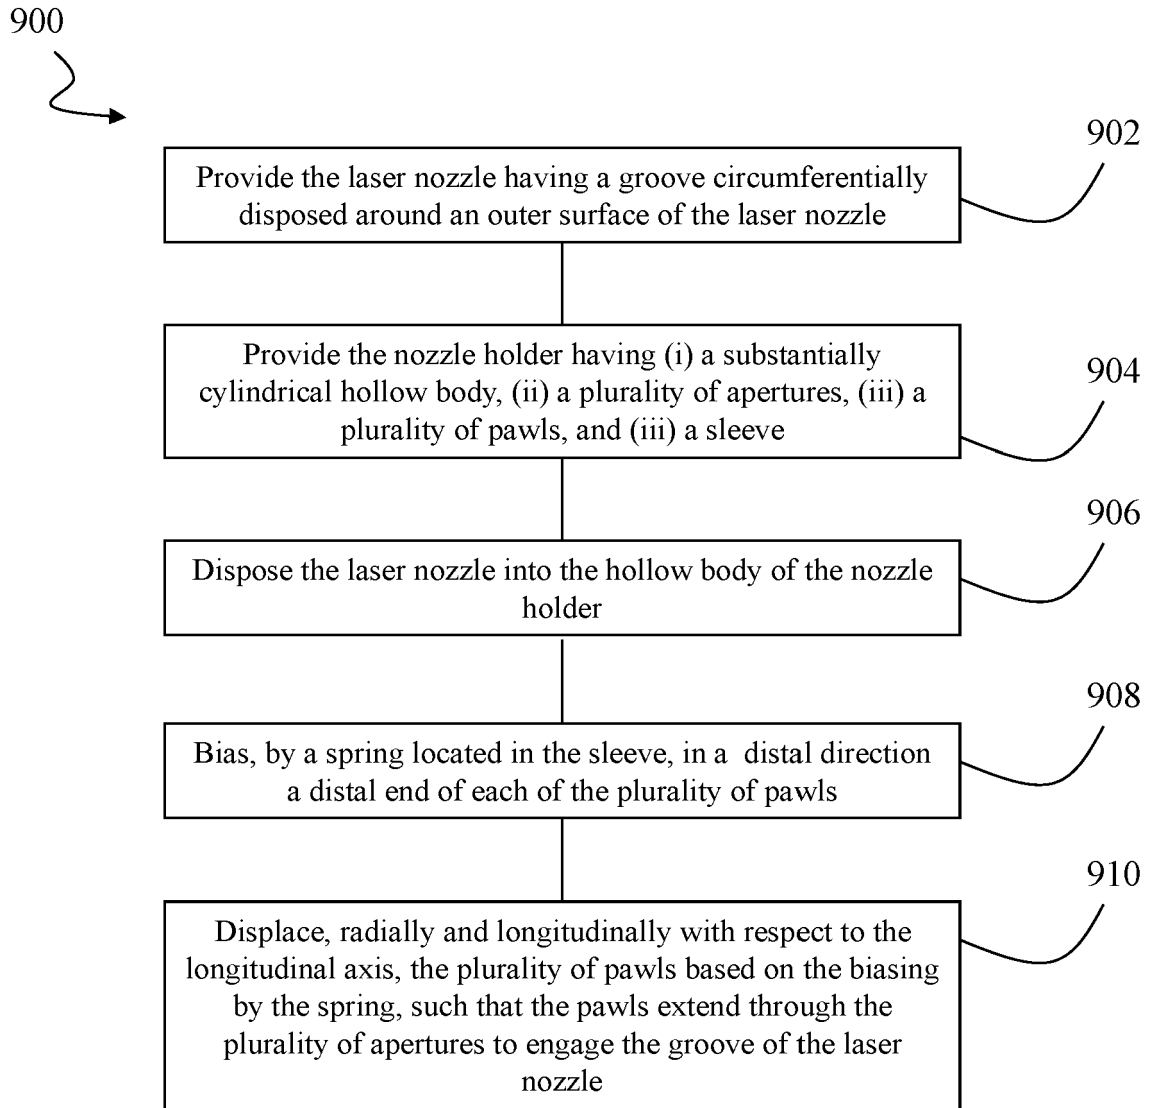 900
902
Provide the laser nozzle having a groove circumferentially
disposed around an outer surface of the laser nozzle
Provide the nozzle holder having (i) a substantially
cylindrical hollow body, (ii) a plurality of apertures, (iii) a
plurality of pawls, and (iii) a sleeve
904
906
Dispose the laser nozzle into the hollow body of the nozzle
holder
908
Bias, by a spring located in the sleeve, in a distal direction
a distal end of each of the plurality of pawls
910
Displace, radially and longitudinally with respect to the
longitudinal axis, the plurality of pawls based on the biasing
by the spring, such that the pawls extend through the
plurality of apertures to engage the groove of the laser
nozzle